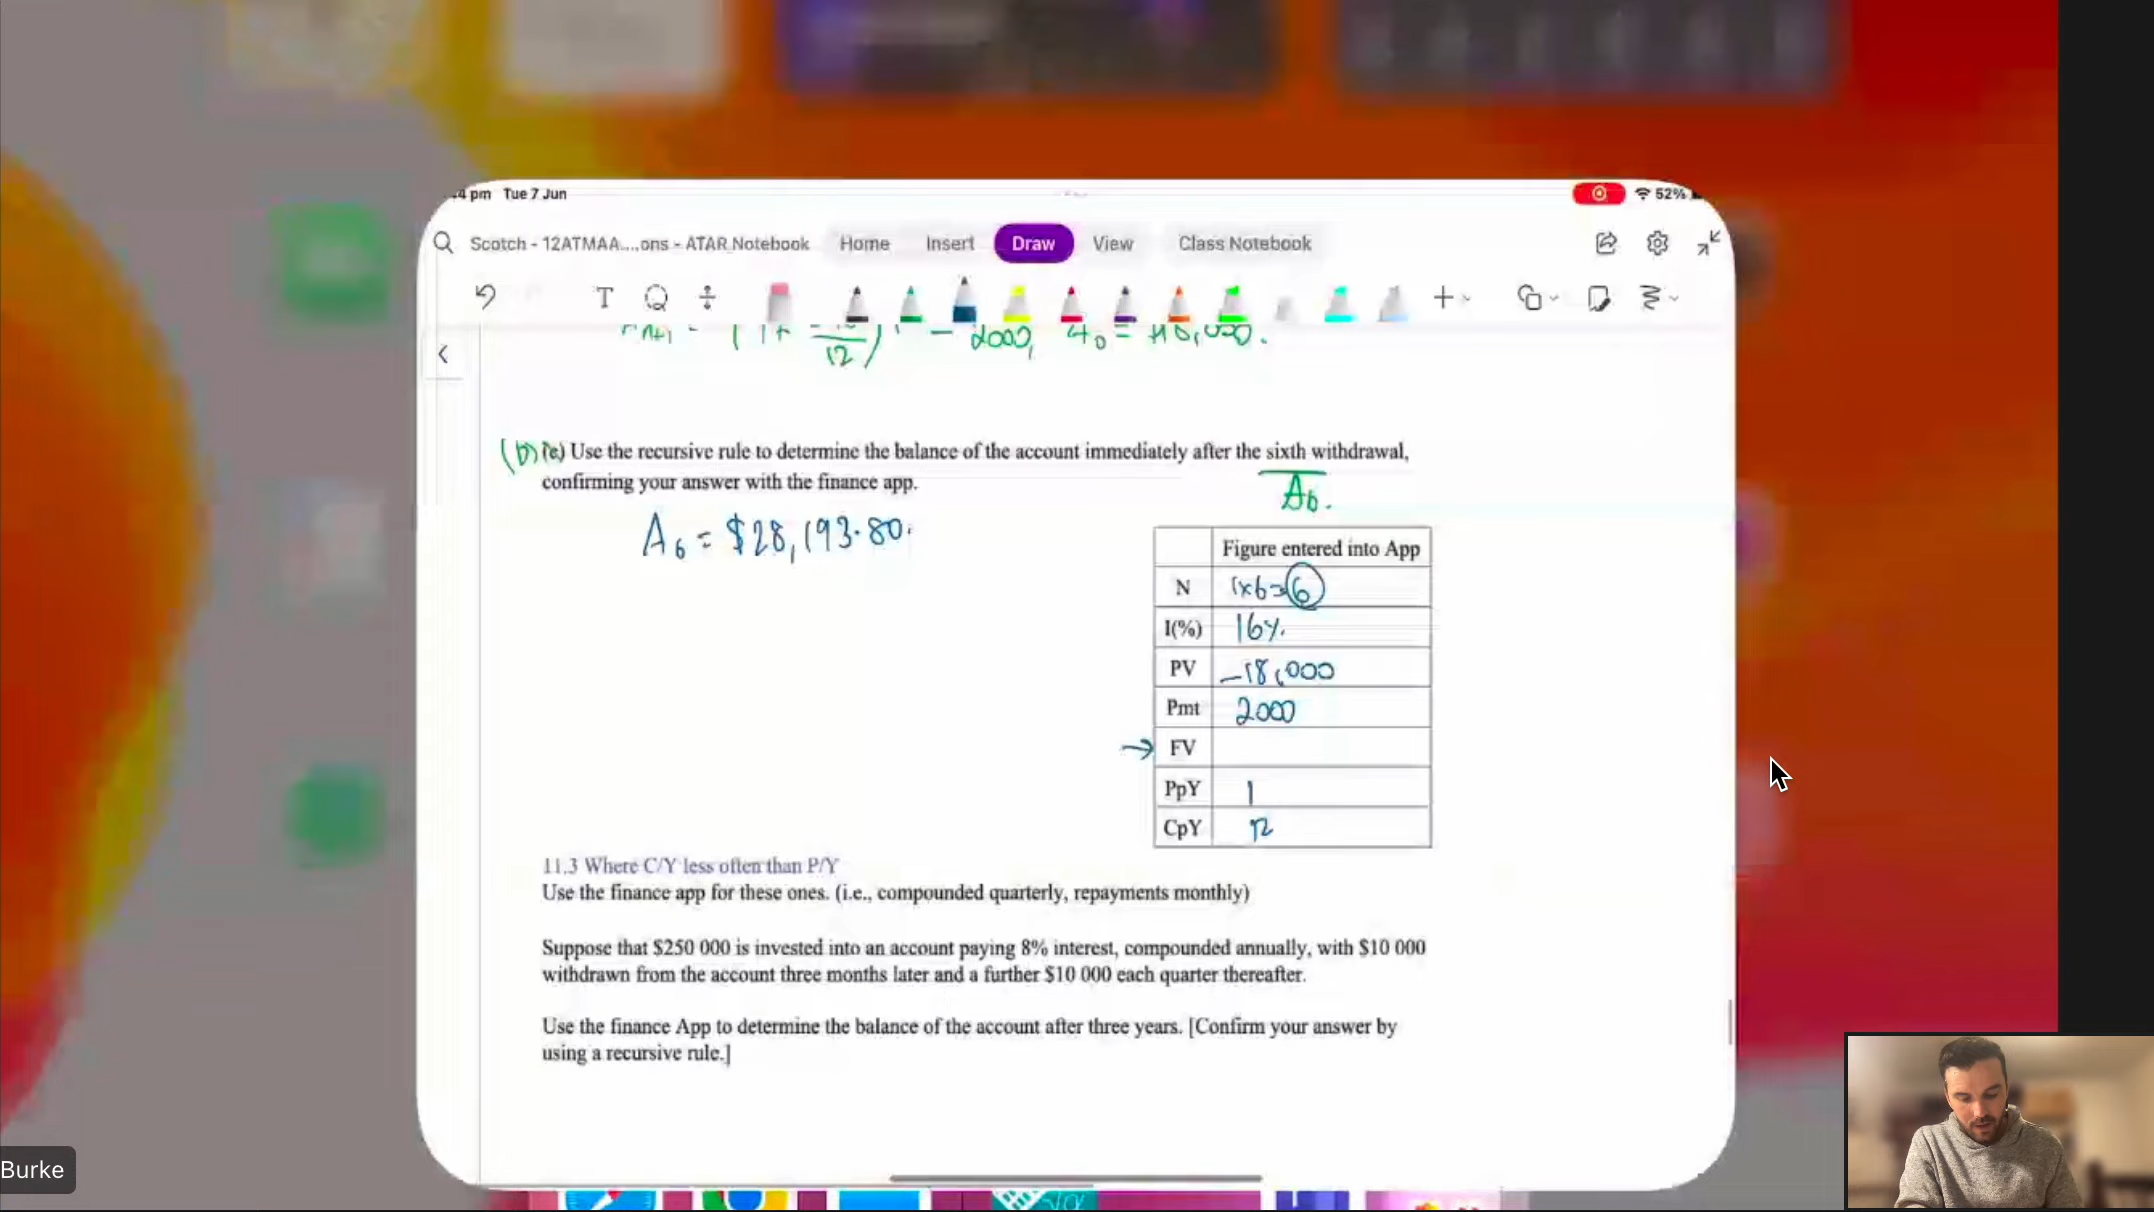 4 pm Tue 7 Jun
52%
Scotch - 12ATMAA....ons - ATAR Notebook Home Insert Draw View Class Notebook
T
12 - 2000, A0 =
(b) (c) Use the recursive rule to determine the balance of the account immediately after the sixth withdrawal,
confirming your answer with the finance app.
A6.
A6 = $28,193.80.
Figure entered into App
N 1x6=6
I(%) 16%.
PV -18,000
Pmt 2000
→ FV
PpY 1
CpY 12
11.3 Where C/Y less often than P/Y
Use the finance app for these ones. (i.e., compounded quarterly, repayments monthly)
Suppose that $250 000 is invested into an account paying 8% interest, compounded annually, with $10 000
withdrawn from the account three months later and a further $10 000 each quarter thereafter.
Use the finance App to determine the balance of the account after three years. [Confirm your answer by
using a recursive rule.]
Burke